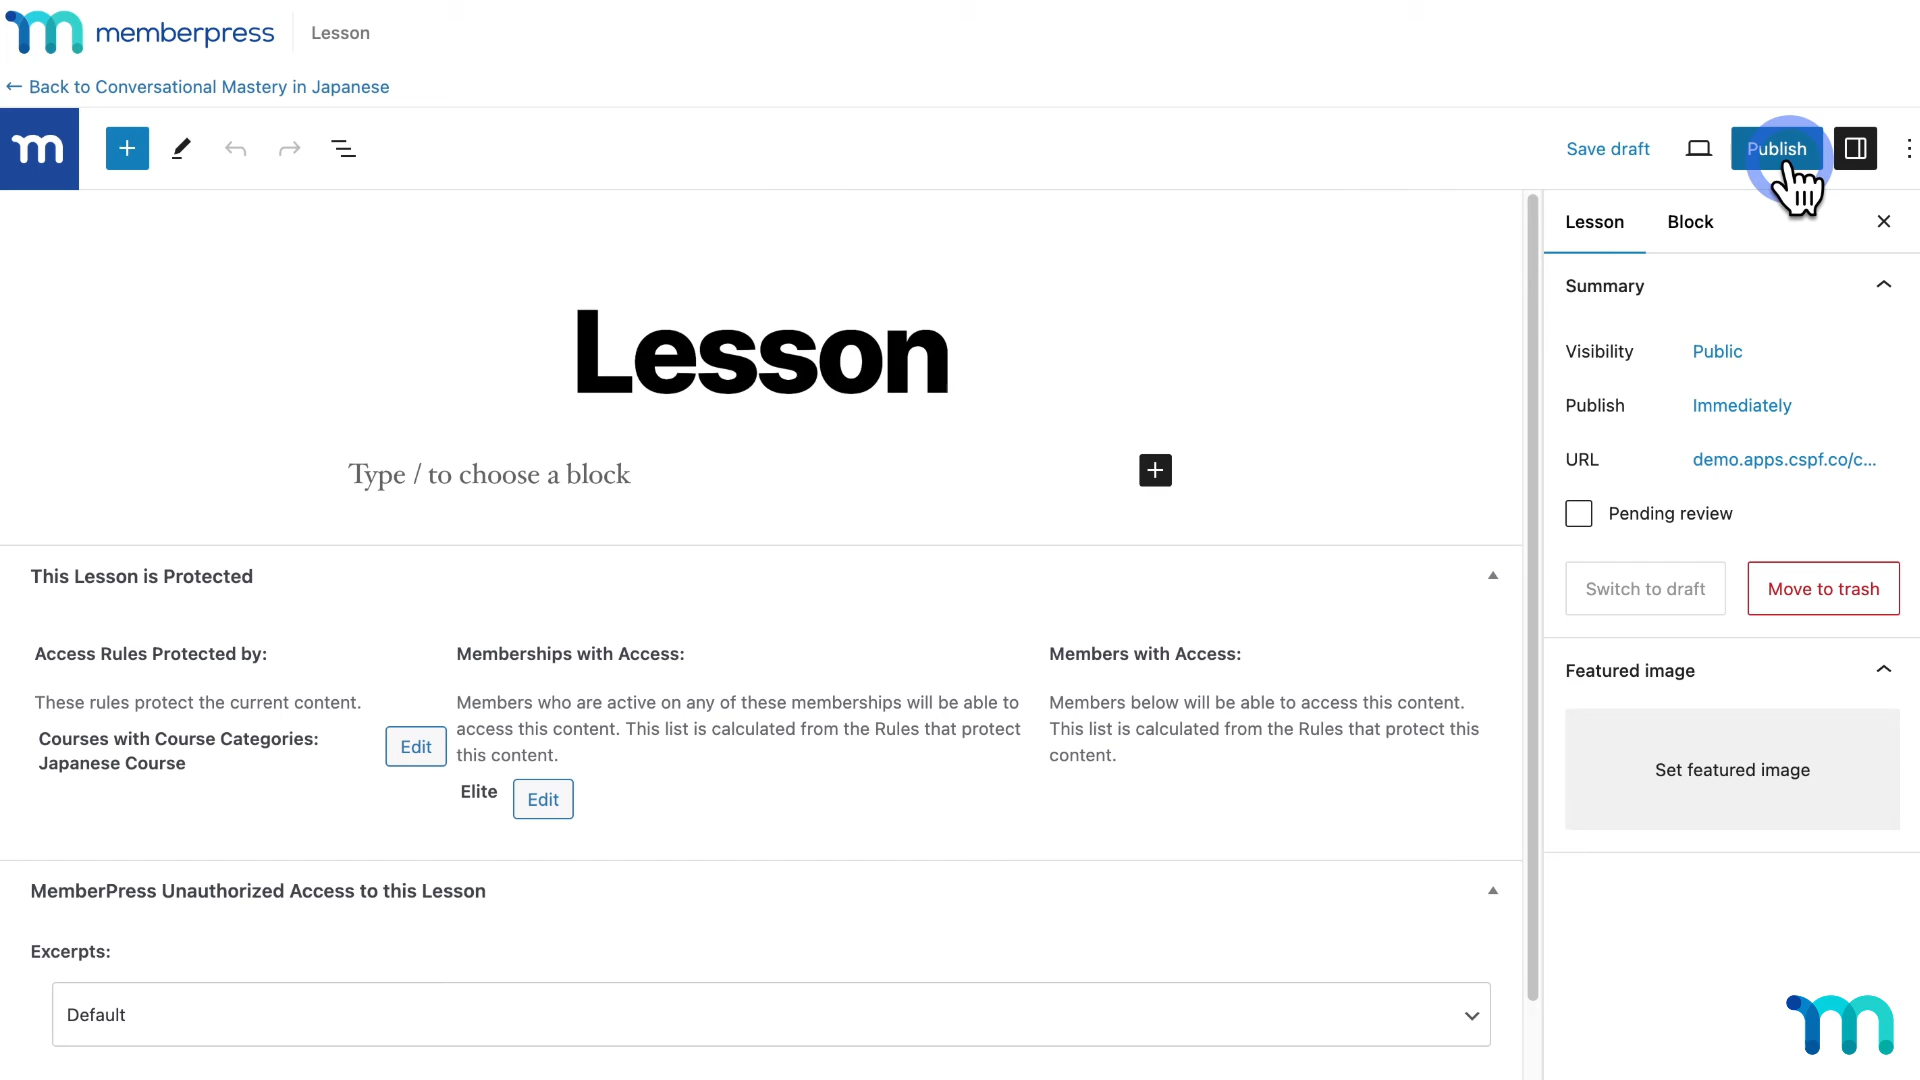 memberpress
Lesson
← Back to Conversational Mastery in Japanese
Save draft
Publish
Lesson
Block
Summary
Visibility
Public
Publish
Immediately
URL
demo.apps.cspf.co/c...
Pending review
Switch to draft
Move to trash
Featured image
Set featured image
Lesson
Type / to choose a block
This Lesson is Protected
Access Rules Protected by:
These rules protect the current content.
Courses with Course Categories:
Japanese Course
Edit
Memberships with Access:
Members who are active on any of these memberships will be able to
access this content. This list is calculated from the Rules that protect
this content.
Elite
Edit
Members with Access:
Members below will be able to access this content.
This list is calculated from the Rules that protect this
content.
MemberPress Unauthorized Access to this Lesson
Excerpts:
Default